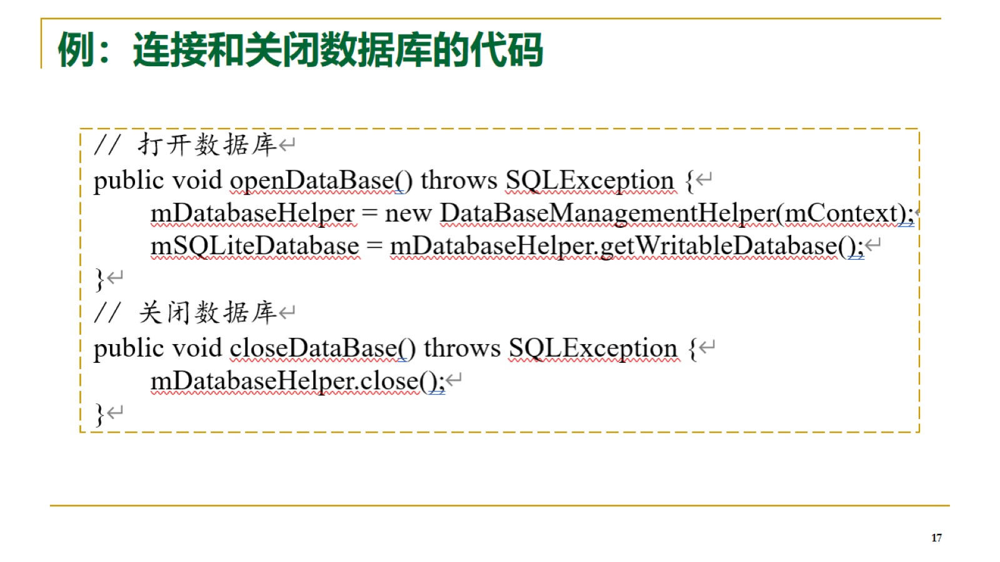 例：连接和关闭数据库的代码
// 打开数据库↵
public void openDataBase() throws SQLException {↵
mDatabaseHelper = new DataBaseManagementHelper(mContext);↵
mSQLiteDatabase = mDatabaseHelper.getWritableDatabase();↵
}↵
// 关闭数据库↵
public void closeDataBase() throws SQLException {↵
mDatabaseHelper.close();↵
}↵
17